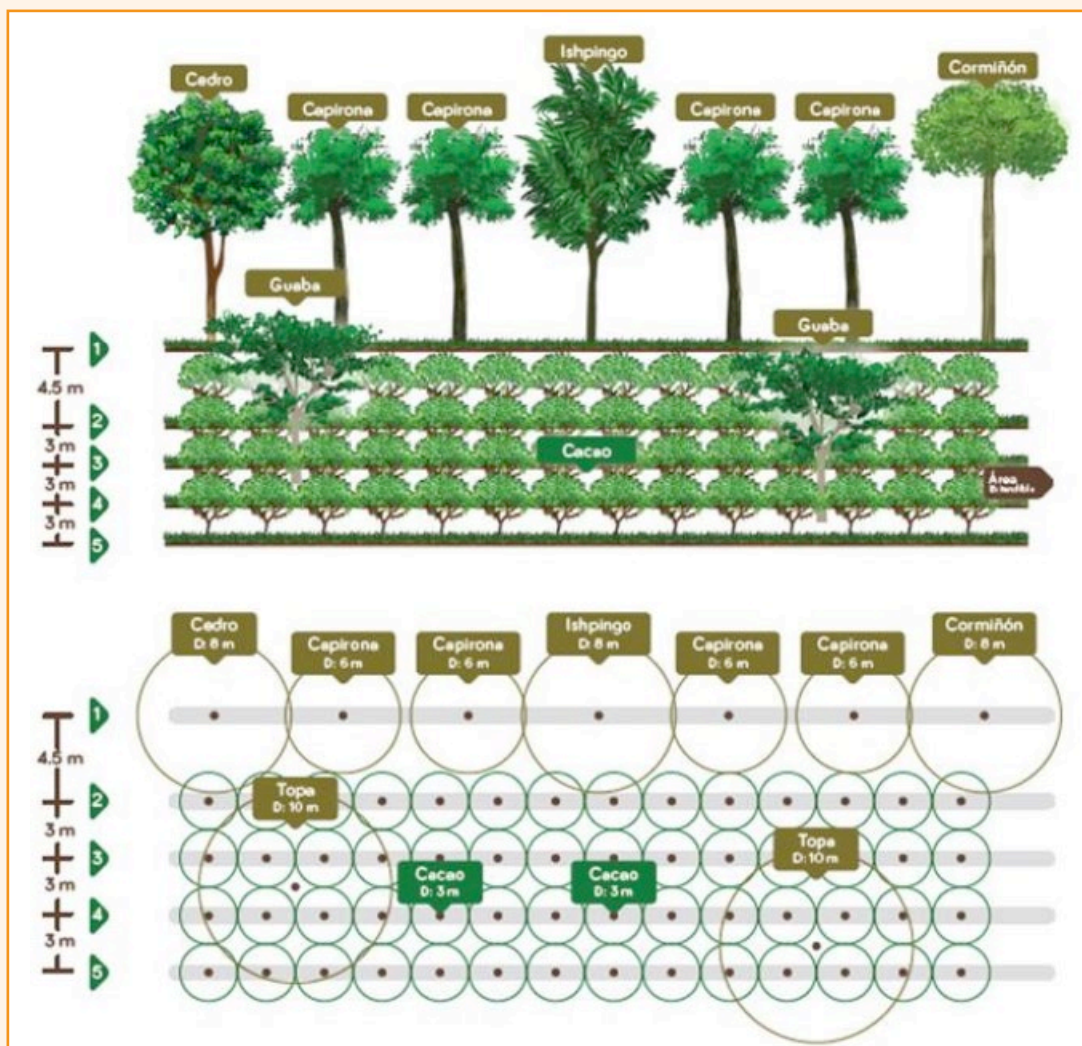 Ishpingo
Cedro
Cormiñón
Capirona
Capirona
Capirona
Capirona
Guaba
Guaba
1
4.5 m
2
3 m
3
Cacao
3 m
Área
4
3 m
5
Cedro
D: 8 m
Capirona
D: 6 m
Capirona
D: 6 m
Ishpingo
D: 8 m
Capirona
D: 6 m
Capirona
D: 6 m
Cormiñón
D: 8 m
1
4.5 m
2
Topa
D: 10 m
3 m
3
Topa
D: 10 m
3 m
Cacao
D: 3 m
Cacao
D: 3 m
4
3 m
5